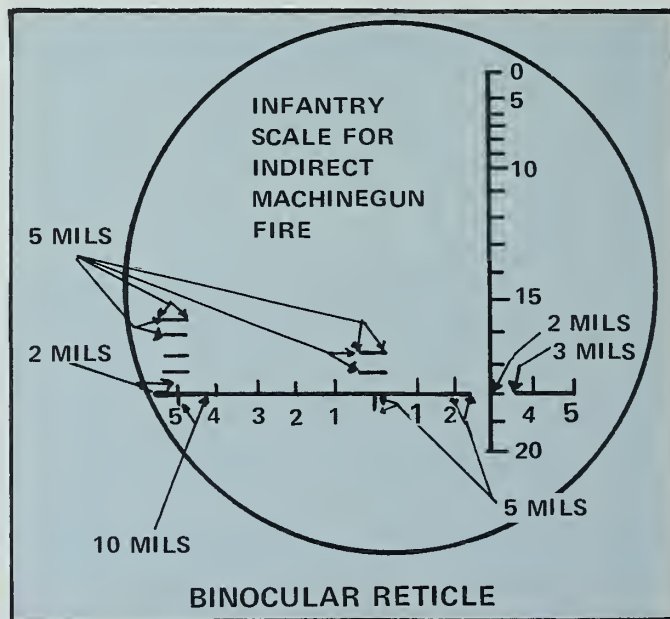 INFANTRY
SCALE FOR
INDIRECT
MACHINEGUN
FIRE
0
5
10
15
20
5 MILS
2 MILS
2 MILS
3 MILS
5 4 3 2 1 1 2 4 5
10 MILS
5 MILS
BINOCULAR RETICLE